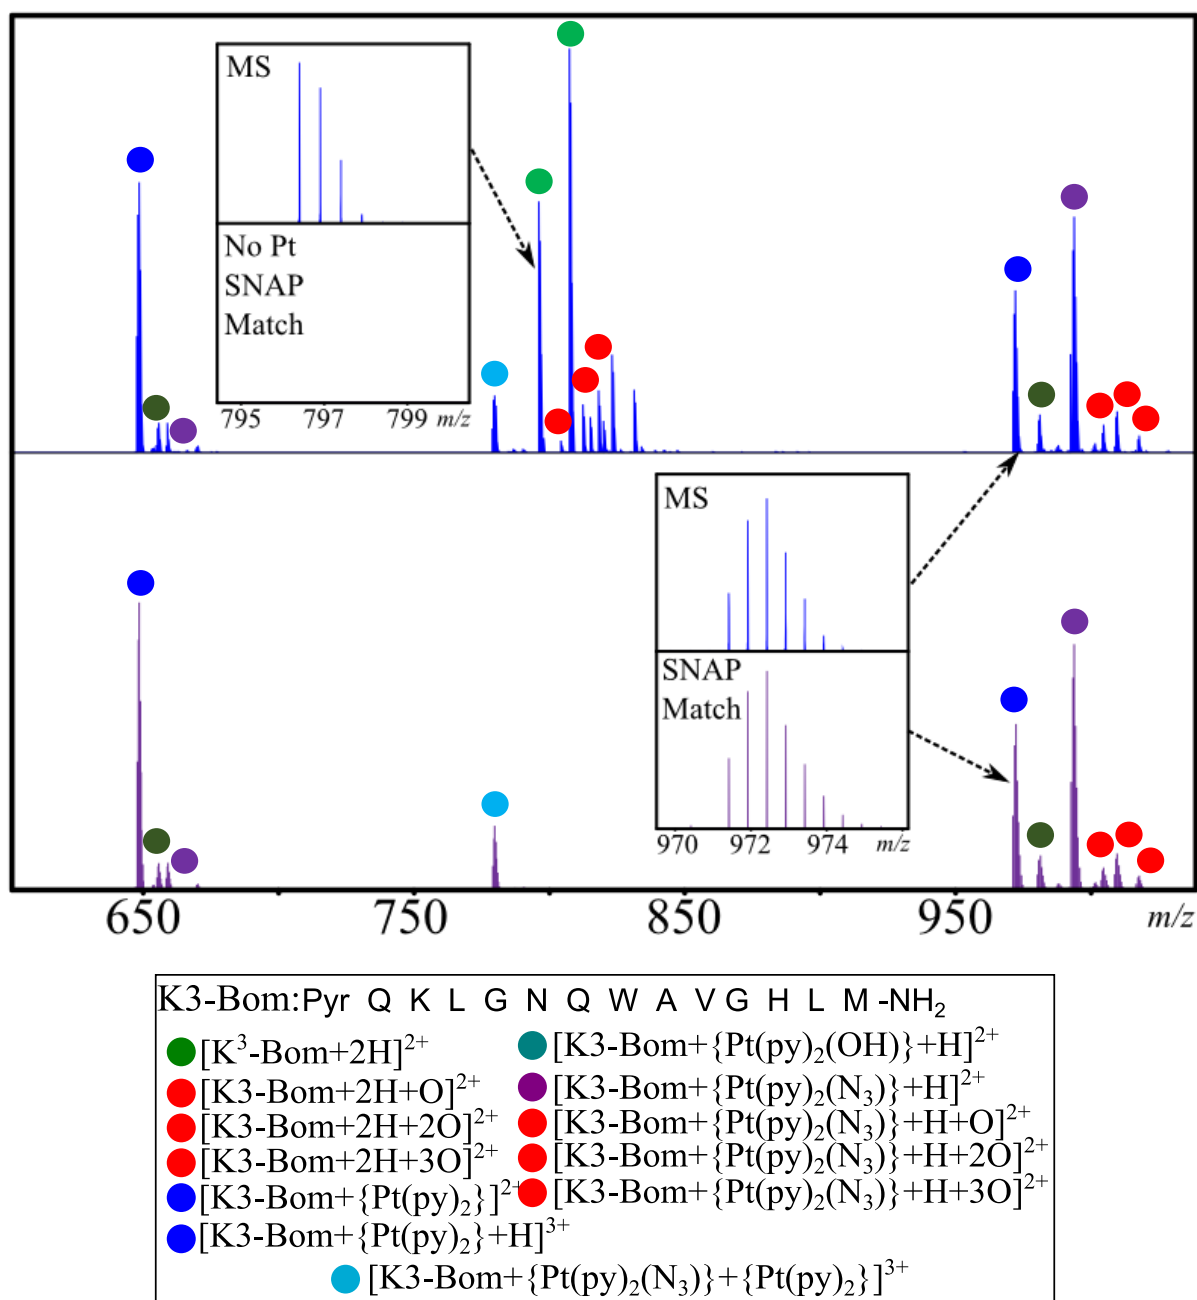 MS
No Pt
SNAP
Match
795 797 799 m/z
MS
SNAP
Match
970 972 974 m/z
650 750 850 950 m/z
K3-Bom:Pyr Q K L G N Q W A V G H L M -NH₂
[K³-Bom+2H]²⁺
[K3-Bom+2H+O]²⁺
[K3-Bom+2H+2O]²⁺
[K3-Bom+2H+3O]²⁺
[K3-Bom+{Pt(py)₂}]²⁺
[K3-Bom+{Pt(py)₂}+H]³⁺
[K3-Bom+{Pt(py)₂(OH)}+H]²⁺
[K3-Bom+{Pt(py)₂(N₃)}+H]²⁺
[K3-Bom+{Pt(py)₂(N₃)}+H+O]²⁺
[K3-Bom+{Pt(py)₂(N₃)}+H+2O]²⁺
[K3-Bom+{Pt(py)₂(N₃)}+H+3O]²⁺
[K3-Bom+{Pt(py)₂(N₃)}+{Pt(py)₂}]³⁺